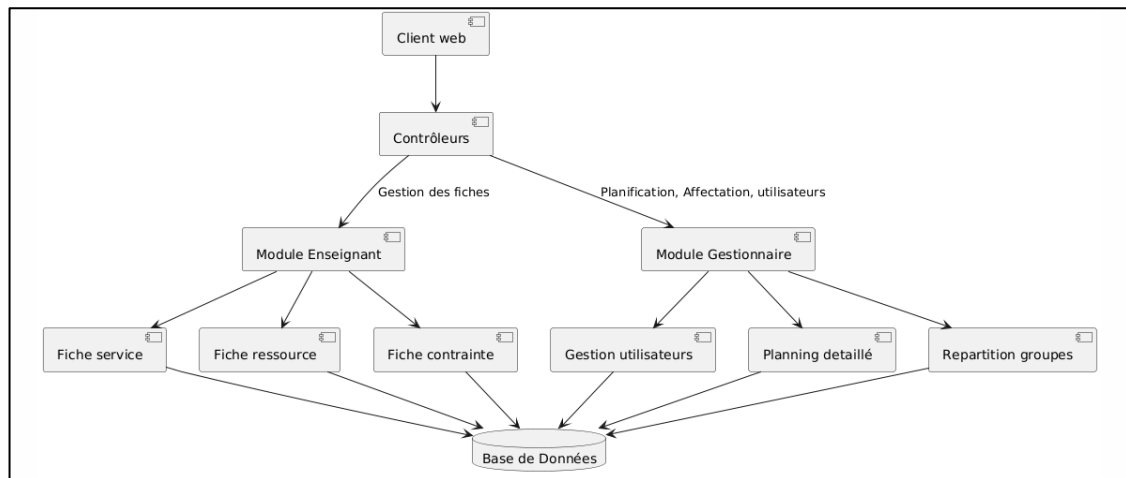 Client web
Contrôleurs
Gestion des fiches
Planification, Affectation, utilisateurs
Module Enseignant
Module Gestionnaire
Fiche service
Fiche ressource
Fiche contrainte
Gestion utilisateurs
Planning detaillé
Repartition groupes
Base de Données